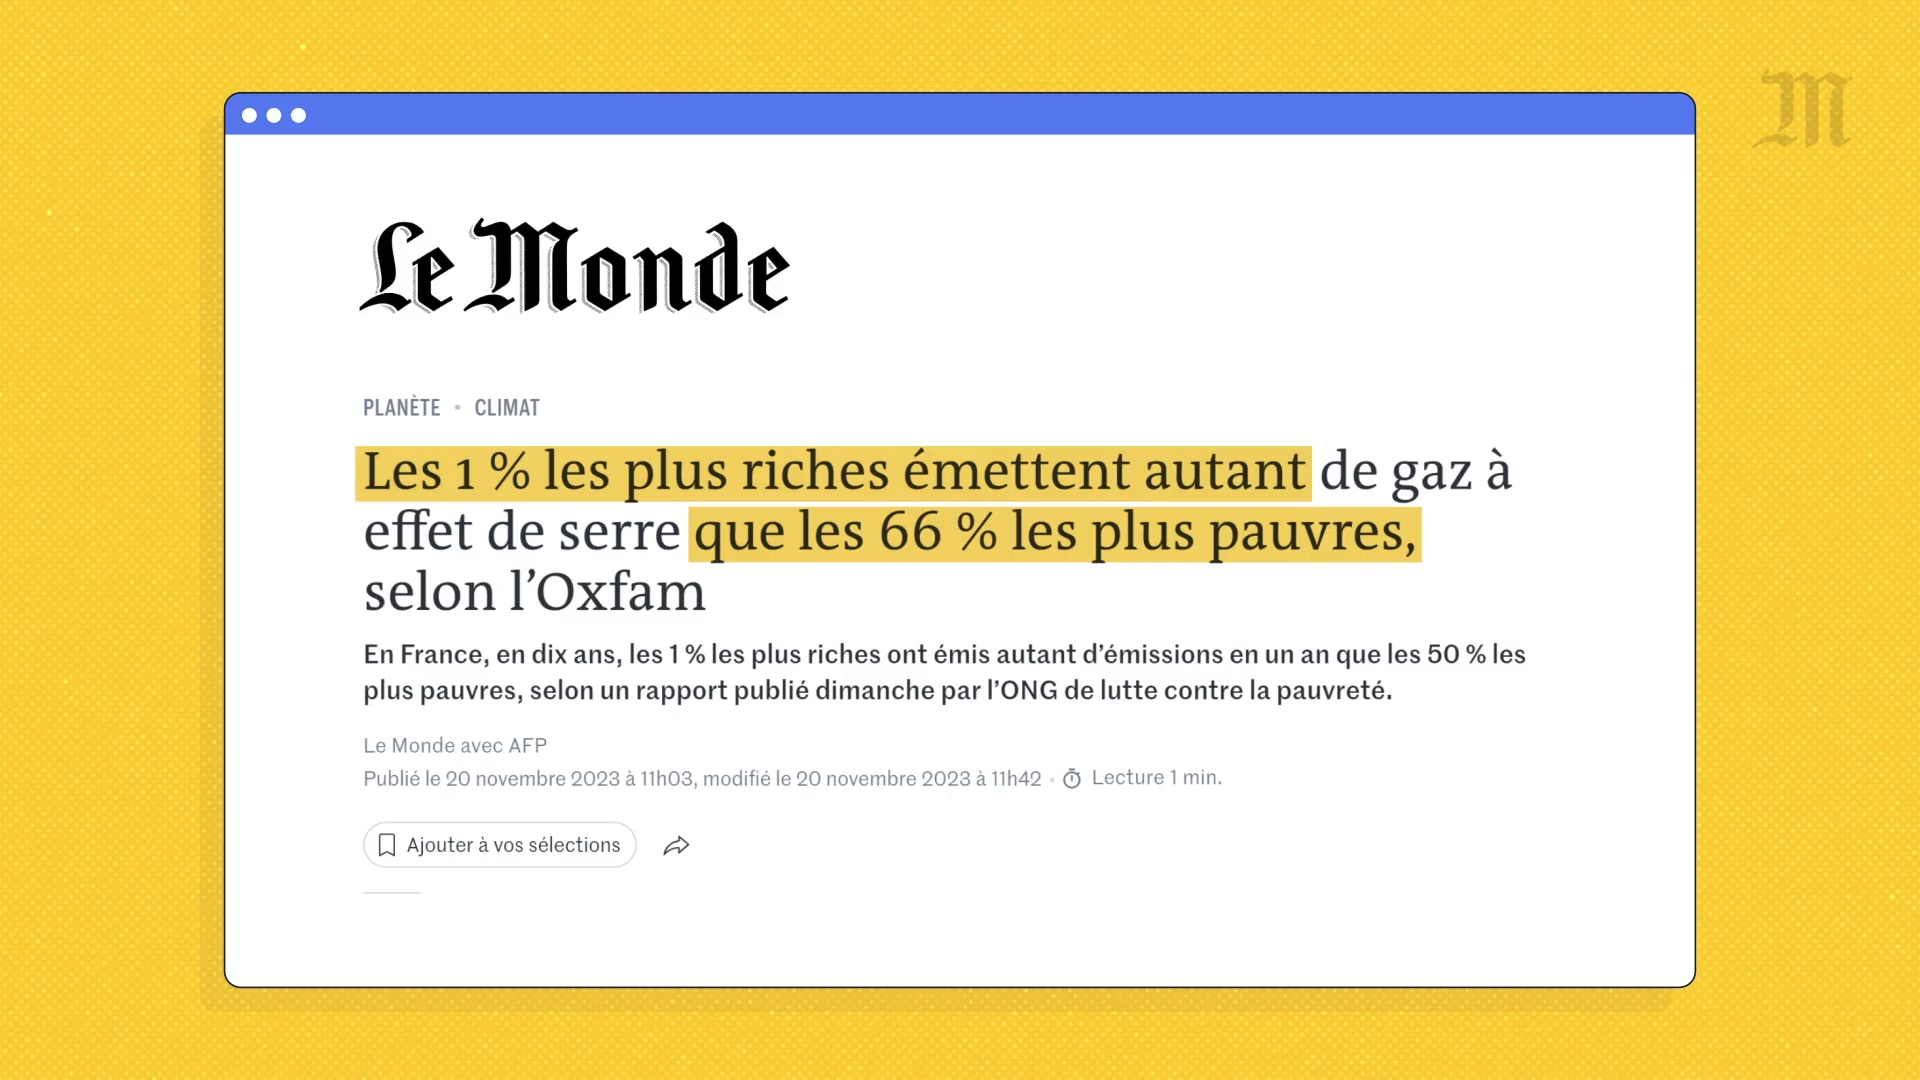 M
Le Monde
PLANÈTE • CLIMAT
Les 1 % les plus riches émettent autant de gaz à
effet de serre que les 66 % les plus pauvres,
selon l’Oxfam
En France, en dix ans, les 1 % les plus riches ont émis autant d’émissions en un an que les 50 % les
plus pauvres, selon un rapport publié dimanche par l’ONG de lutte contre la pauvreté.
Le Monde avec AFP
Publié le 20 novembre 2023 à 11h03, modifié le 20 novembre 2023 à 11h42 • Lecture 1 min.
Ajouter à vos sélections